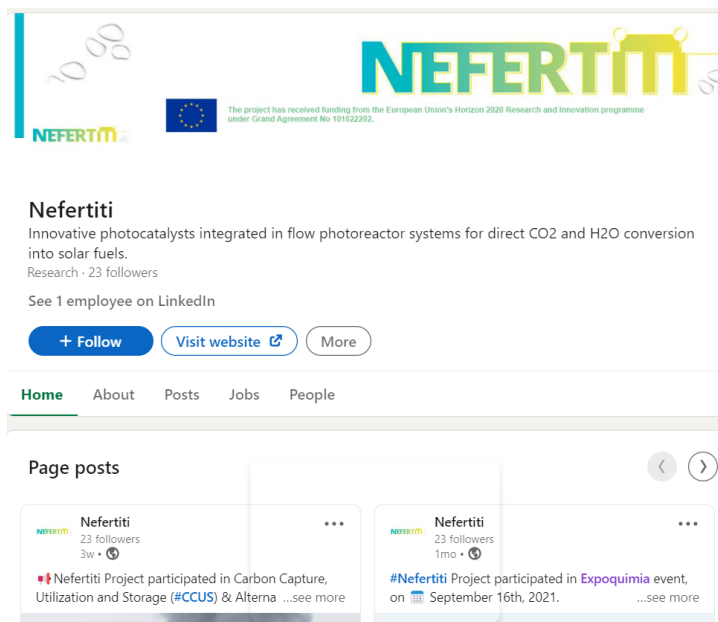 NEFERTITI
The project has received funding from the European Union's Horizon 2020 Research and Innovation programme
under Grand Agreement No 101022202.
NEFERTITI
Nefertiti
Innovative photocatalysts integrated in flow photoreactor systems for direct CO2 and H2O conversion
into solar fuels.
Research · 23 followers
See 1 employee on LinkedIn
+ Follow
Visit website
More
Home About Posts Jobs People
Page posts
NEFERTITI
Nefertiti
23 followers
3w •
Nefertiti Project participated in Carbon Capture,
Utilization and Storage (#CCUS) & Alterna ...see more
NEFERTITI
Nefertiti
23 followers
1mo •
#Nefertiti Project participated in Expoquimia event,
on 📅 September 16th, 2021. ...see more